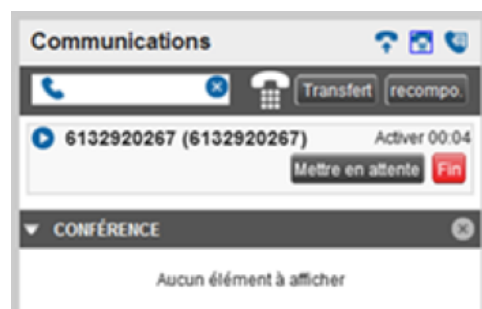 Communications
Transfert recompo.
6132920267 (6132920267) Activer 00:04
Mettre en attente Fin
CONFÉRENCE
Aucun élément à afficher